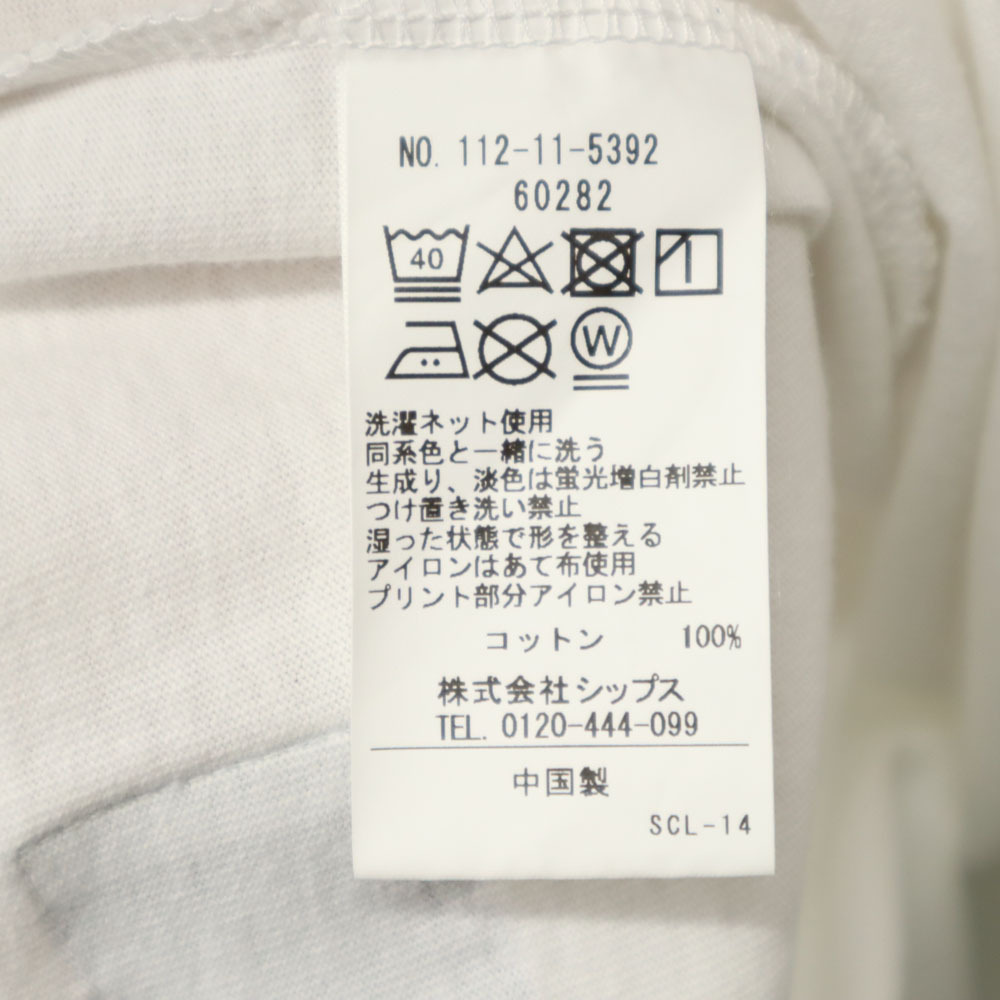 NO. 112-11-5392
60282
40
W
洗濯ネット使用
同系色と一緒に洗う
生成り、淡色は蛍光増白剤禁止
つけ置き洗い禁止
湿った状態で形を整える
アイロンはあて布使用
プリント部分アイロン禁止
コットン 100%
株式会社シップス
TEL. 0120-444-099
中国製
SCL-14